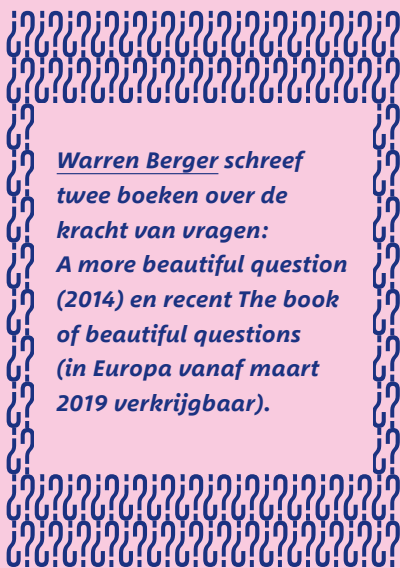 Warren Berger schreef
twee boeken over de
kracht van vragen:
A more beautiful question
(2014) en recent The book
of beautiful questions
(in Europa vanaf maart
2019 verkrijgbaar).